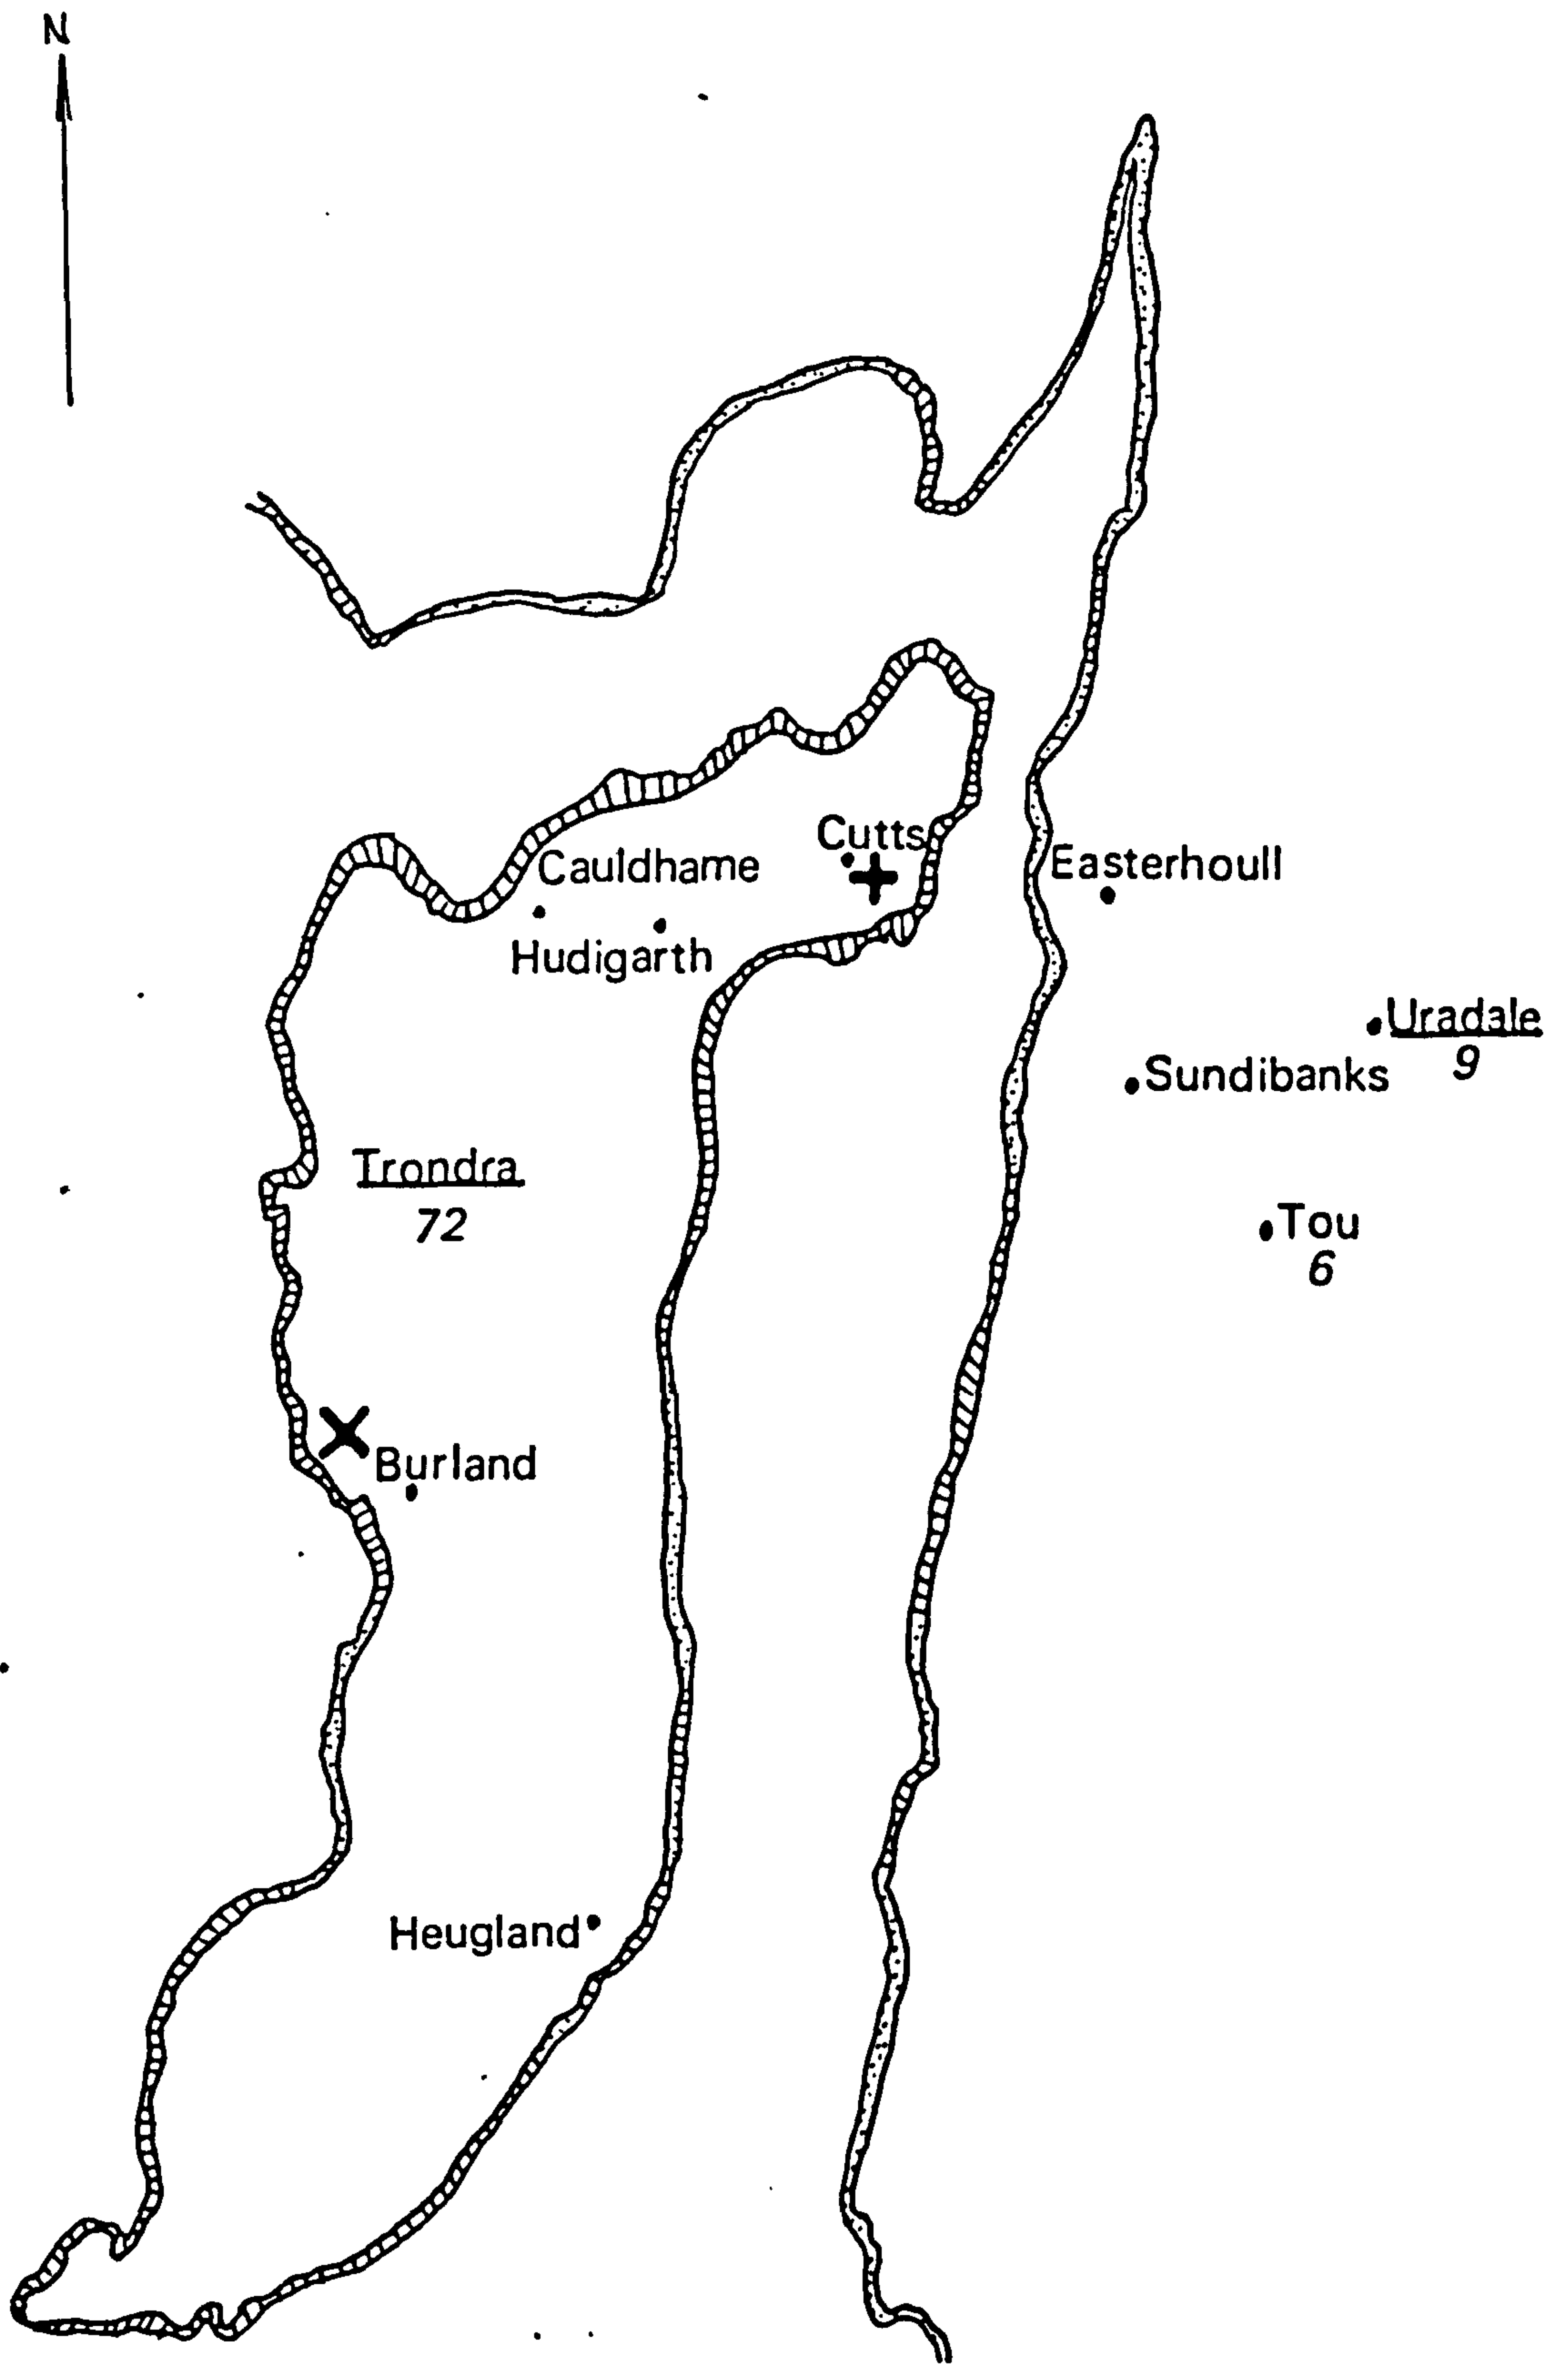 N
Cutts
Cauldhame
Easterhoull
Hudigarth
Uradale
9
Sundibanks
Trondra
72
Tou
6
Burland
Heugland